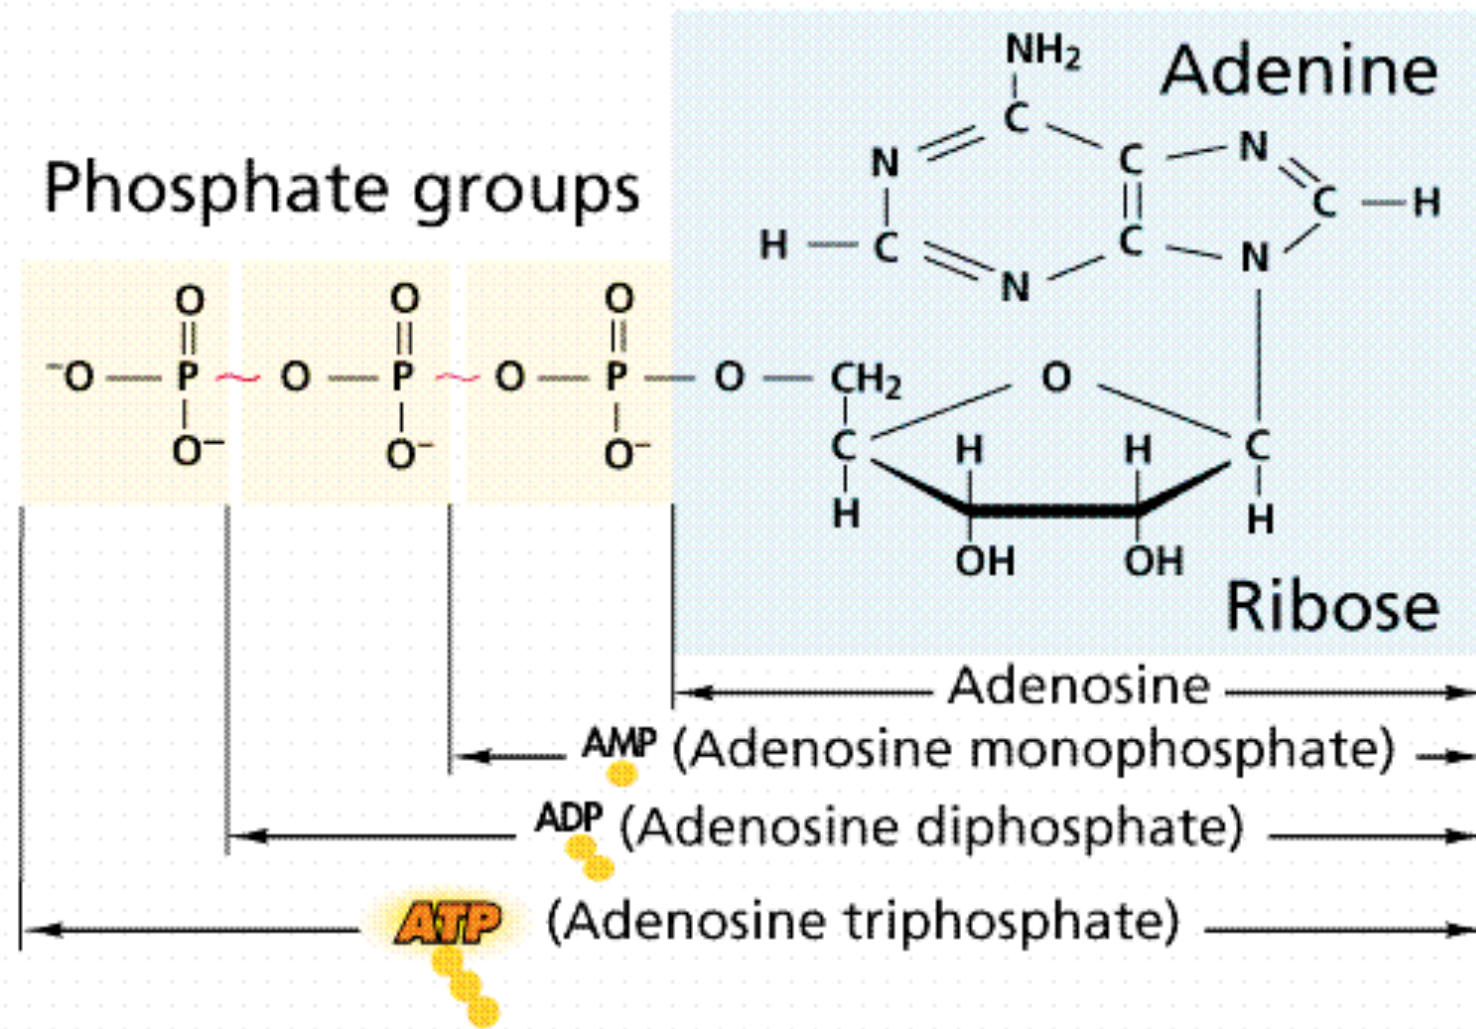 NH₂
Adenine
C
N C N
Phosphate groups
C H
H C C N
N
O O O
⁻O P O P O P O CH₂ O
O⁻ O⁻ O⁻
C H H C
H H
OH OH
Ribose
Adenosine
AMP (Adenosine monophosphate)
ADP (Adenosine diphosphate)
ATP (Adenosine triphosphate)